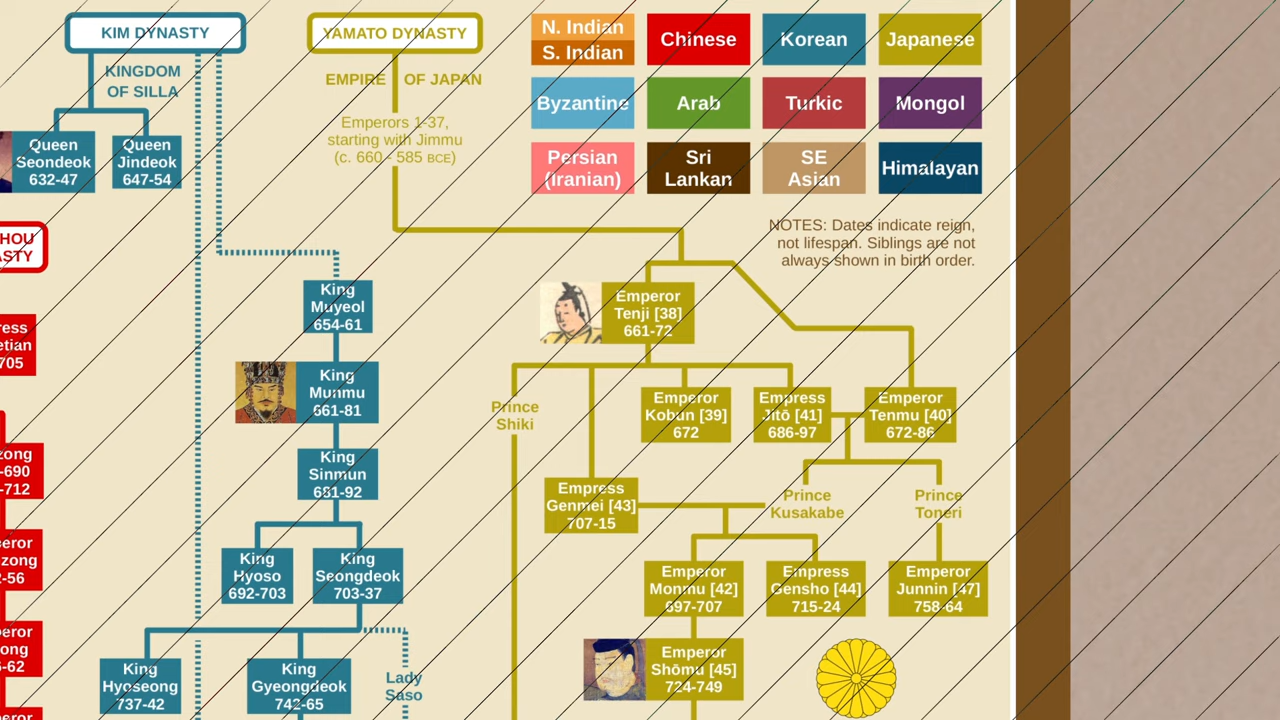 KIM DYNASTY
YAMATO DYNASTY
N. Indian
S. Indian
Chinese
Korean
Japanese
KINGDOM
OF SILLA
EMPIRE OF JAPAN
Byzantine
Arab
Turkic
Mongol
Emperors 1-37,
starting with Jimmu
(c. 660 - 585 BCE)
Queen
Seondeok
632-47
Queen
Jindeok
647-54
Persian
(Iranian)
Sri
Lankan
SE
Asian
Himalayan
HOU
ASTY
NOTES: Dates indicate reign,
not lifespan. Siblings are not
always shown in birth order.
King
Muyeol
654-61
Emperor
Tenji [38]
661-72
ress
etian
705
King
Munmu
661-81
Prince
Shiki
Emperor
Kobun [39]
672
Empress
Jitō [41]
686-97
Emperor
Tenmu [40]
672-86
zong
-690
-712
King
Sinmun
681-92
Empress
Genmei [43]
707-15
Prince
Kusakabe
Prince
Toneri
eror
zong
2-56
King
Hyoso
692-703
King
Seongdeok
703-37
Emperor
Monmu [42]
697-707
Empress
Gensho [44]
715-24
Emperor
Junnin [47]
758-64
eror
ong
6-62
King
Hyoseong
737-42
King
Gyeongdeok
742-65
Lady
Saso
Emperor
Shōmu [45]
724-749
eror